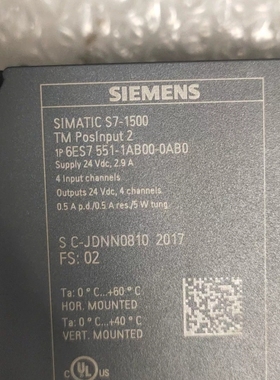 SIEMENS
SIMATIC S7-1500
TM PosInput 2
1P 6ES7 551-1AB00-0AB0
Supply 24 Vdc, 2.9 A
4 Input channels
Outputs 24 Vdc, 4 channels
0.5 A p.d./0.5 A res./5 W tung.
S C-JDNN0810 2017
FS: 02
Ta: 0 ° C...+60 ° C
HOR. MOUNTED
Ta: 0 ° C...+40 ° C
VERT. MOUNTED
c UL us